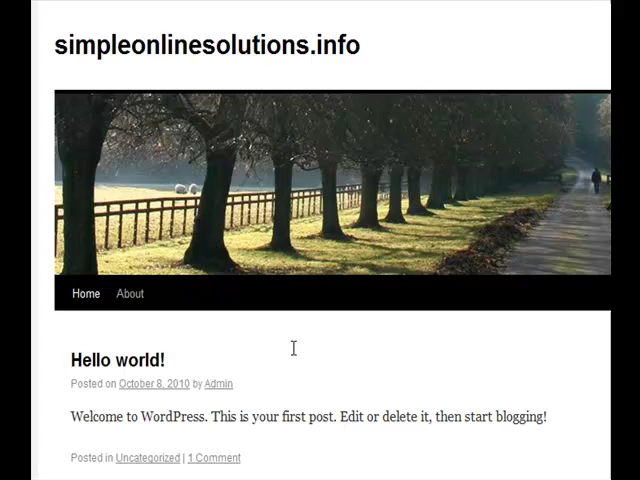 simpleonlinesolutions.info
Home About
Hello world!
Posted on October 8, 2010 by Admin
Welcome to WordPress. This is your first post. Edit or delete it, then start blogging!
Posted in Uncategorized | 1 Comment